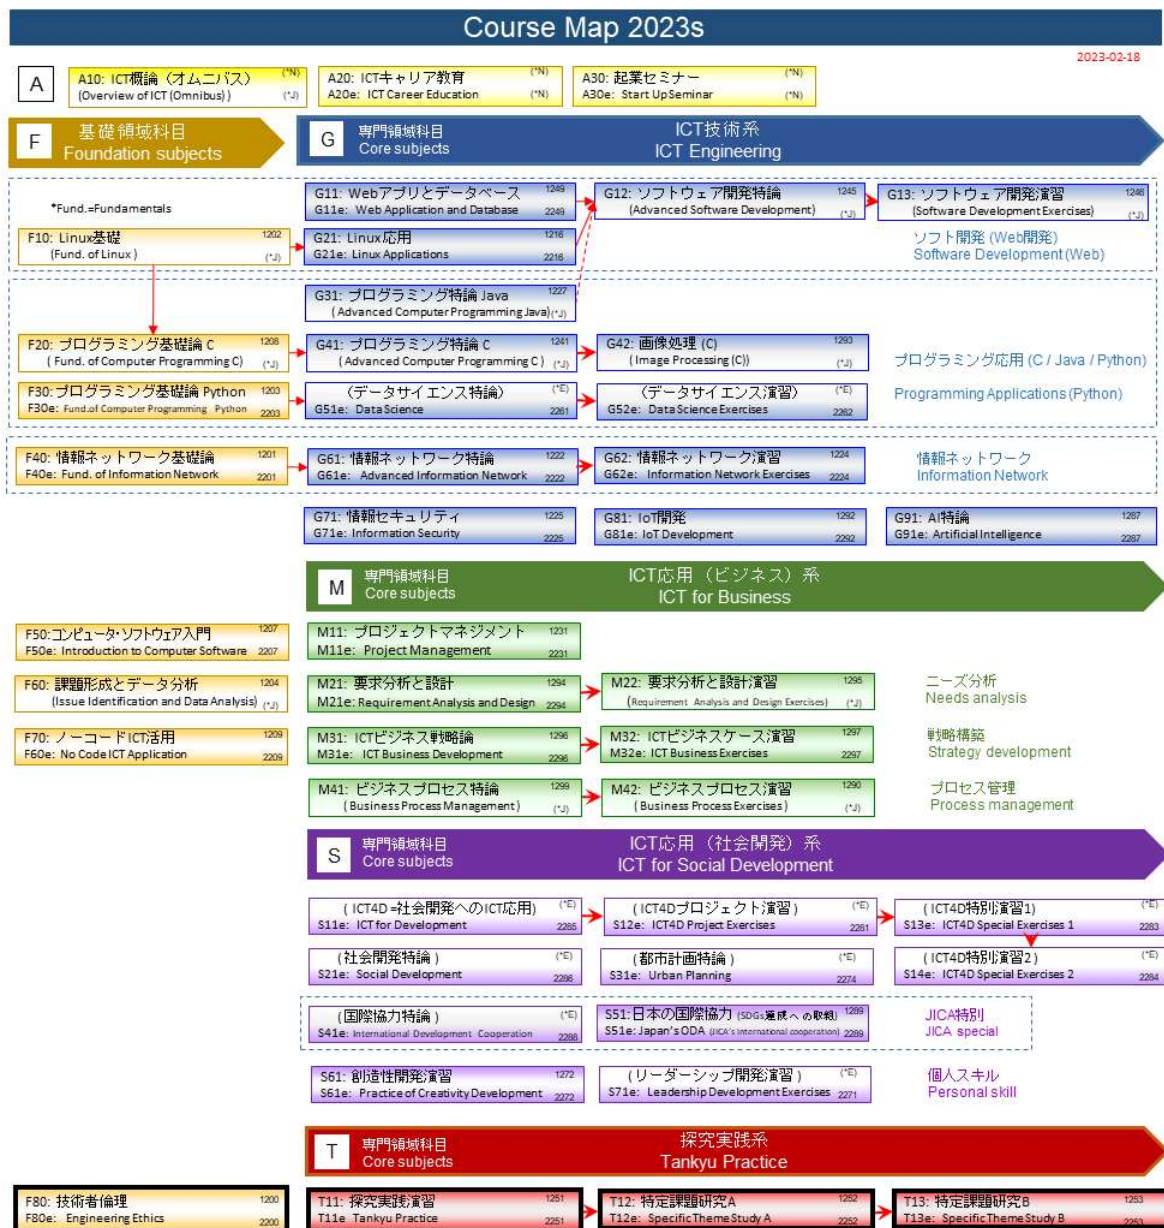 Course Map 2023s
2023-02-18
A
A10: ICT概論（オムニバス） (*N)
(Overview of ICT (Omnibus)) (*J)
A20: ICTキャリア教育 (*N)
A20e: ICT Career Education (*N)
A30: 起業セミナー (*N)
A30e: Start Up Seminar (*N)
F
基礎領域科目
Foundation subjects
G
専門領域科目
Core subjects
ICT技術系
ICT Engineering
*Fund.=Fundamentals
G11: Webアプリとデータベース 1249
G11e: Web Application and Database 2249
G12: ソフトウェア開発特論 1245
(Advanced Software Development) (*J)
G13: ソフトウェア開発演習 1246
(Software Development Exercises) (*J)
F10: Linux基礎 1202
(Fund. of Linux ) (*J)
G21: Linux応用 1216
G21e: Linux Applications 2216
ソフト開発 (Web開発)
Software Development (Web)
G31: プログラミング特論 Java 1227
( Advanced Computer Programming Java) (*J)
F20: プログラミング基礎論 C 1208
( Fund. of Computer Programming C) (*J)
G41: プログラミング特論 C 1241
( Advanced Computer Programming C ) (*J)
G42: 画像処理 (C) 1293
( Image Processing (C)) (*J)
プログラミング応用 (C / Java / Python)
F30: プログラミング基礎論 Python 1203
F30e: Fund.of Computer Programming Python 2203
（データサイエンス特論） (*E)
G51e: Data Science 2261
（データサイエンス演習） (*E)
G52e: Data Science Exercises 2262
Programming Applications (Python)
F40: 情報ネットワーク基礎論 1201
F40e: Fund. of Information Network 2201
G61: 情報ネットワーク特論 1222
G61e: Advanced Information Network 2222
G62: 情報ネットワーク演習 1224
G62e: Information Network Exercises 2224
情報ネットワーク
Information Network
G71: 情報セキュリティ 1225
G71e: Information Security 2225
G81: IoT開発 1292
G81e: IoT Development 2292
G91: AI特論 1287
G91e: Artificial Intelligence 2287
M
専門領域科目
Core subjects
ICT応用（ビジネス）系
ICT for Business
F50: コンピュータ・ソフトウェア入門 1207
F50e: Introduction to Computer Software 2207
M11: プロジェクトマネジメント 1231
M11e: Project Management 2231
F60: 課題形成とデータ分析 1204
(Issue Identification and Data Analysis) (*J)
M21: 要求分析と設計 1294
M21e: Requirement Analysis and Design 2294
M22: 要求分析と設計演習 1295
(Requirement Analysis and Design Exercises) (*J)
ニーズ分析
Needs analysis
F70: ノーコードICT活用 1209
F60e: No Code ICT Application 2209
M31: ICTビジネス戦略論 1296
M31e: ICT Business Development 2296
M32: ICTビジネスケース演習 1297
M32e: ICT Business Exercises 2297
戦略構築
Strategy development
M41: ビジネスプロセス特論 1299
( Business Process Management ) (*J)
M42: ビジネスプロセス演習 1290
( Business Process Exercises ) (*J)
プロセス管理
Process management
S
専門領域科目
Core subjects
ICT応用（社会開発）系
ICT for Social Development
( ICT4D =社会開発へのICT応用) (*E)
S11e: ICT for Development 2265
( ICT4Dプロジェクト演習 ) (*E)
S12e: ICT4D Project Exercises 2281
( ICT4D特別演習1) (*E)
S13e: ICT4D Special Exercises 1 2283
(社会開発特論 ) (*E)
S21e: Social Development 2286
(都市計画特論 ) (*E)
S31e: Urban Planning 2274
(ICT4D特別演習2 ) (*E)
S14e: ICT4D Special Exercises 2 2284
(国際協力特論 ) (*E)
S41e: International Development Cooperation 2288
S51: 日本の国際協力 (SDGs達成への取組) 1289
S51e: Japan's ODA (JICA's international cooperation) 2289
JICA特別
JICA special
S61: 創造性開発演習 1272
S61e: Practice of Creativity Development 2272
(リーダーシップ開発演習 ) (*E)
S71e: Leadership Development Exercises 2271
個人スキル
Personal skill
T
専門領域科目
Core subjects
探究実践系
Tankyu Practice
F80: 技術者倫理 1200
F80e: Engineering Ethics 2200
T11: 探究実践演習 1251
T11e Tankyu Practice 2251
T12: 特定課題研究A 1252
T12e: Specific Theme Study A 2252
T13: 特定課題研究B 1253
T13e: Specific Theme Study B 2253